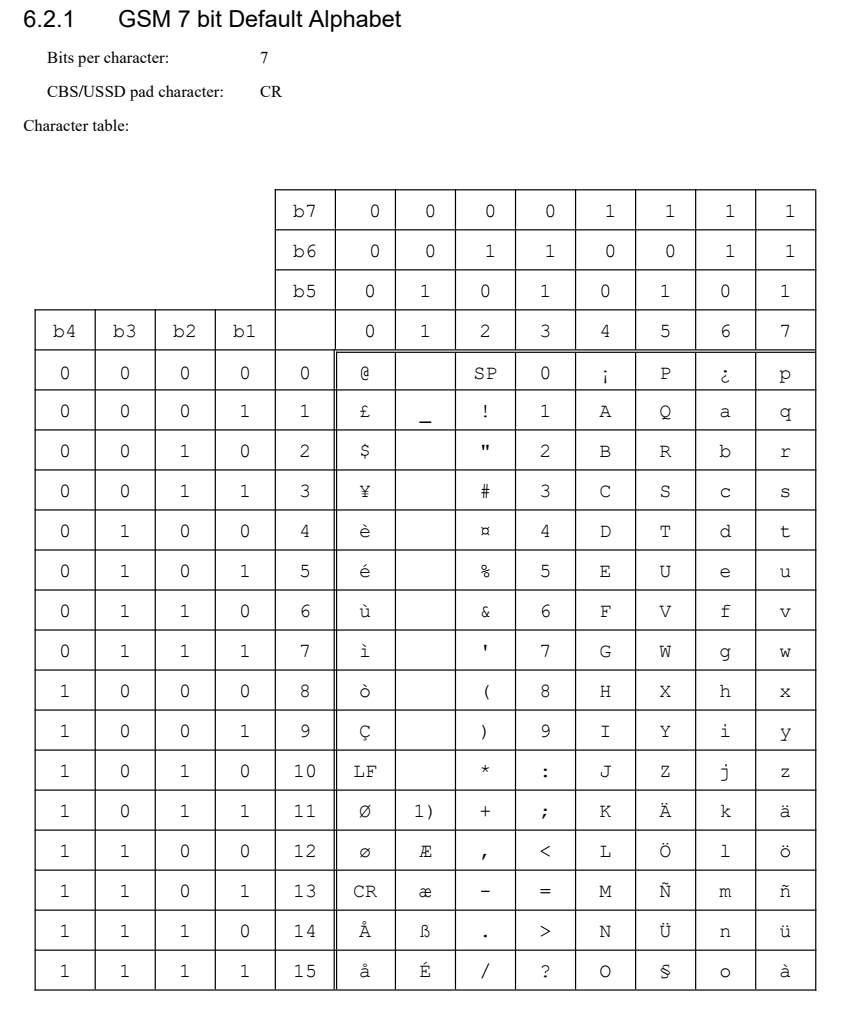 6.2.1 GSM 7 bit Default Alphabet
Bits per character: 7
CBS/USSD pad character: CR
Character table:
b7 0 0 0 0 1 1 1 1
b6 0 0 1 1 0 0 1 1
b5 0 1 0 1 0 1 0 1
b4 b3 b2 b1 0 1 2 3 4 5 6 7
0 0 0 0 0 @ SP 0 ¡ P ¿ p
0 0 0 1 1 £ _ ! 1 A Q a q
0 0 1 0 2 $ " 2 B R b r
0 0 1 1 3 ¥ # 3 C S c s
0 1 0 0 4 è ¤ 4 D T d t
0 1 0 1 5 é % 5 E U e u
0 1 1 0 6 ù & 6 F V f v
0 1 1 1 7 ì ' 7 G W g w
1 0 0 0 8 ò ( 8 H X h x
1 0 0 1 9 Ç ) 9 I Y i y
1 0 1 0 10 LF * : J Z j z
1 0 1 1 11 Ø 1) + ; K Ä k ä
1 1 0 0 12 ø Æ , < L Ö l ö
1 1 0 1 13 CR æ - = M Ñ m ñ
1 1 1 0 14 Å ß . > N Ü n ü
1 1 1 1 15 å É / ? O § o à